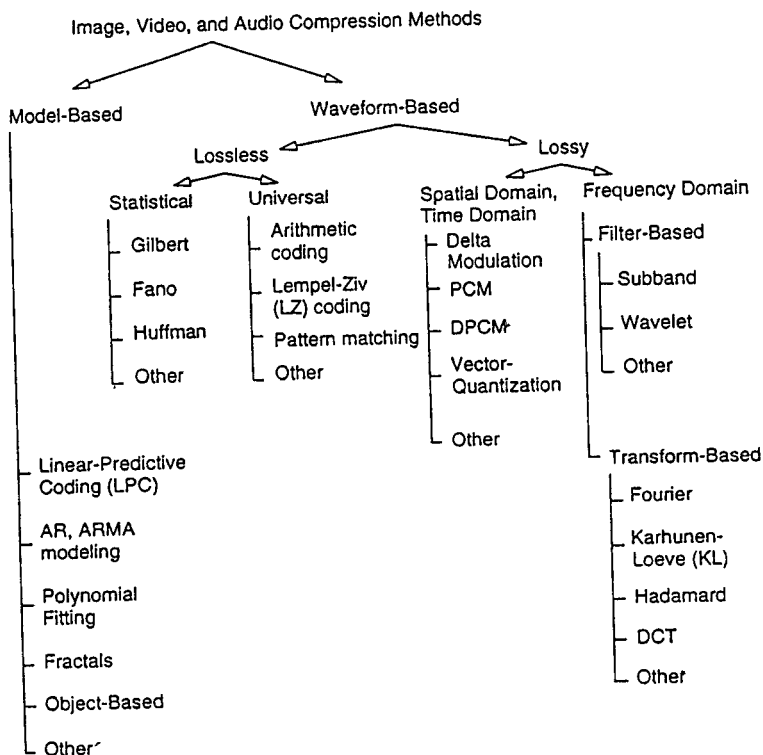 Image, Video, and Audio Compression Methods
Model-Based
Waveform-Based
Lossless
Lossy
Statistical
Universal
Spatial Domain,
Time Domain
Frequency Domain
Gilbert
Fano
Huffman
Other
Arithmetic
coding
Lempel-Ziv
(LZ) coding
Pattern matching
Other
Delta
Modulation
PCM
DPCM
Vector-
Quantization
Other
Filter-Based
Subband
Wavelet
Other
Transform-Based
Fourier
Karhunen-
Loeve (KL)
Hadamard
DCT
Other
Linear-Predictive
Coding (LPC)
AR, ARMA
modeling
Polynomial
Fitting
Fractals
Object-Based
Other